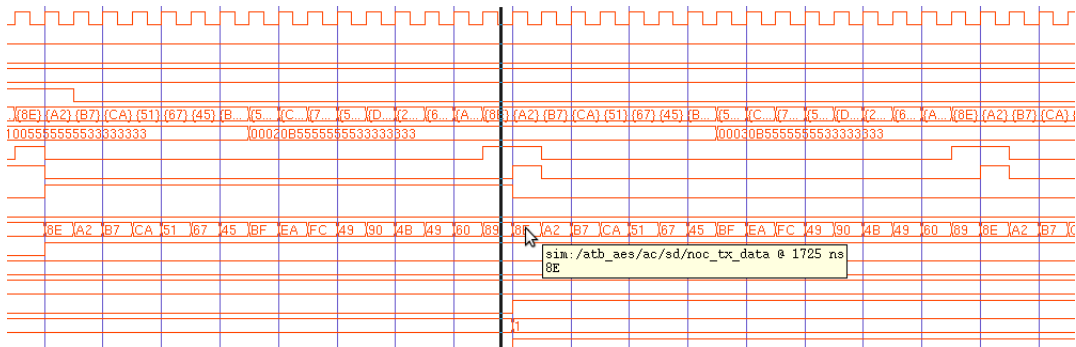 {8E} {A2} {B7} {CA} {51} {67} {45} {B... {5... {C... {7... {5... {D... {2... {6... {A... {8E} {A2} {B7} {CA} {51} {67} {45} {B... {5... {C... {7... {5... {D... {2... {6... {A... {8E} {A2} {B7} {CA}
00020B5555555533333333 00030B5555555533333333
8E A2 B7 CA 51 67 45 BF EA FC 49 90 4B 49 60 89 8E A2 B7 CA 51 67 45 BF EA FC 49 90 4B 49 60 89 8E A2 B7
sim:/atb_aes/ac/sd/noc_tx_data @ 1725 ns
8E
1